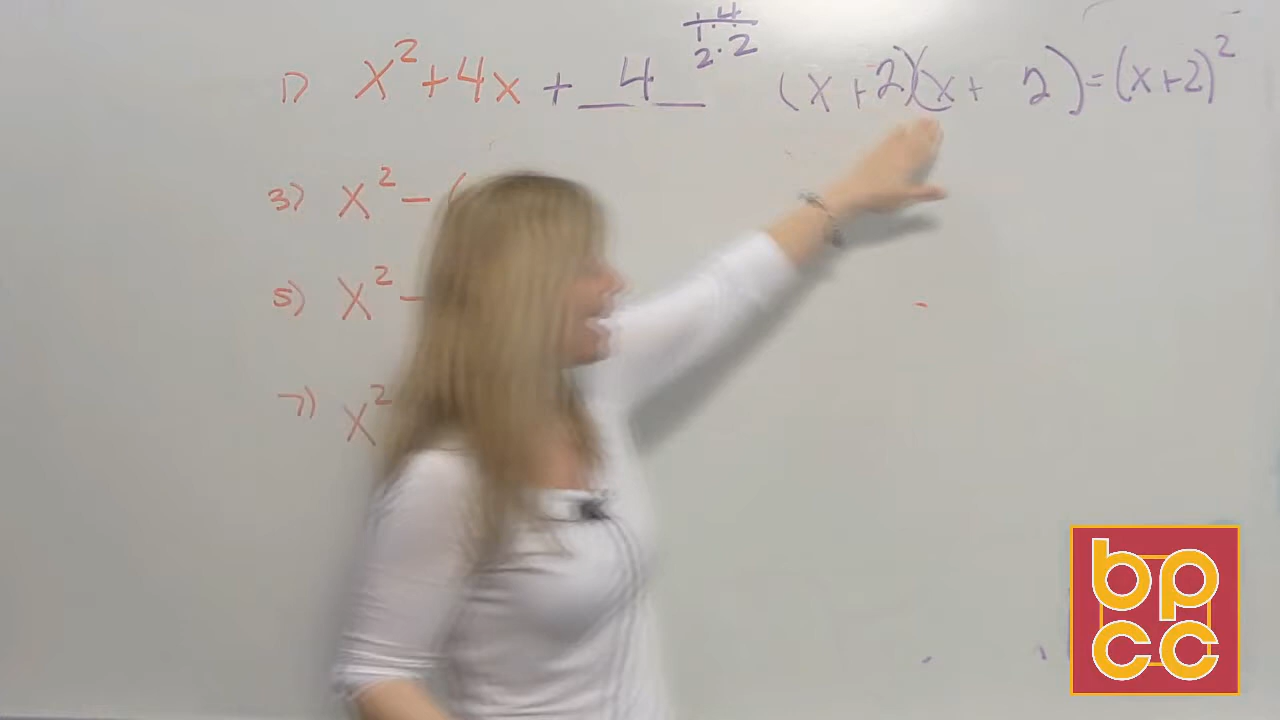 1) x² + 4x + 4 1·4 2·2 (x + 2)(x + 2) = (x+2)²
3) x² –
5) x² –
7) x²
bp
cc